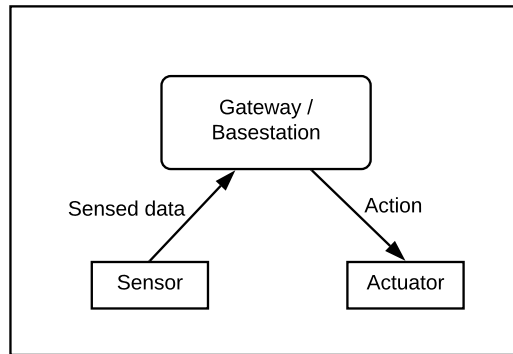 Gateway /
Basestation
Sensed data
Action
Sensor
Actuator